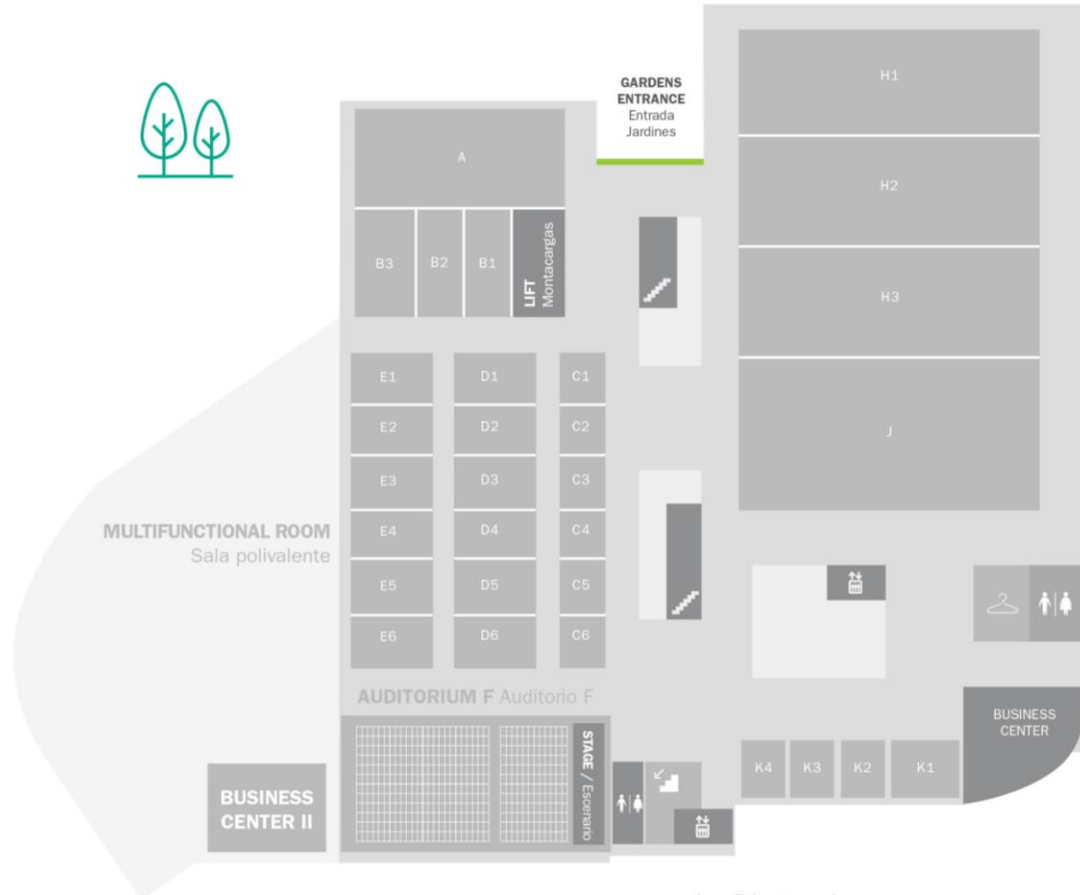 GARDENS
ENTRANCE
Entrada
Jardines
H1
A
H2
B3
B2
B1
LIFT
Montacargas
H3
E1
D1
C1
E2
D2
C2
J
E3
D3
C3
MULTIFUNCTIONAL ROOM
Sala polivalente
E4
D4
C4
E5
D5
C5
E6
D6
C6
AUDITORIUM F Auditorio F
STAGE / Escenario
BUSINESS
CENTER
K4
K3
K2
K1
BUSINESS
CENTER II